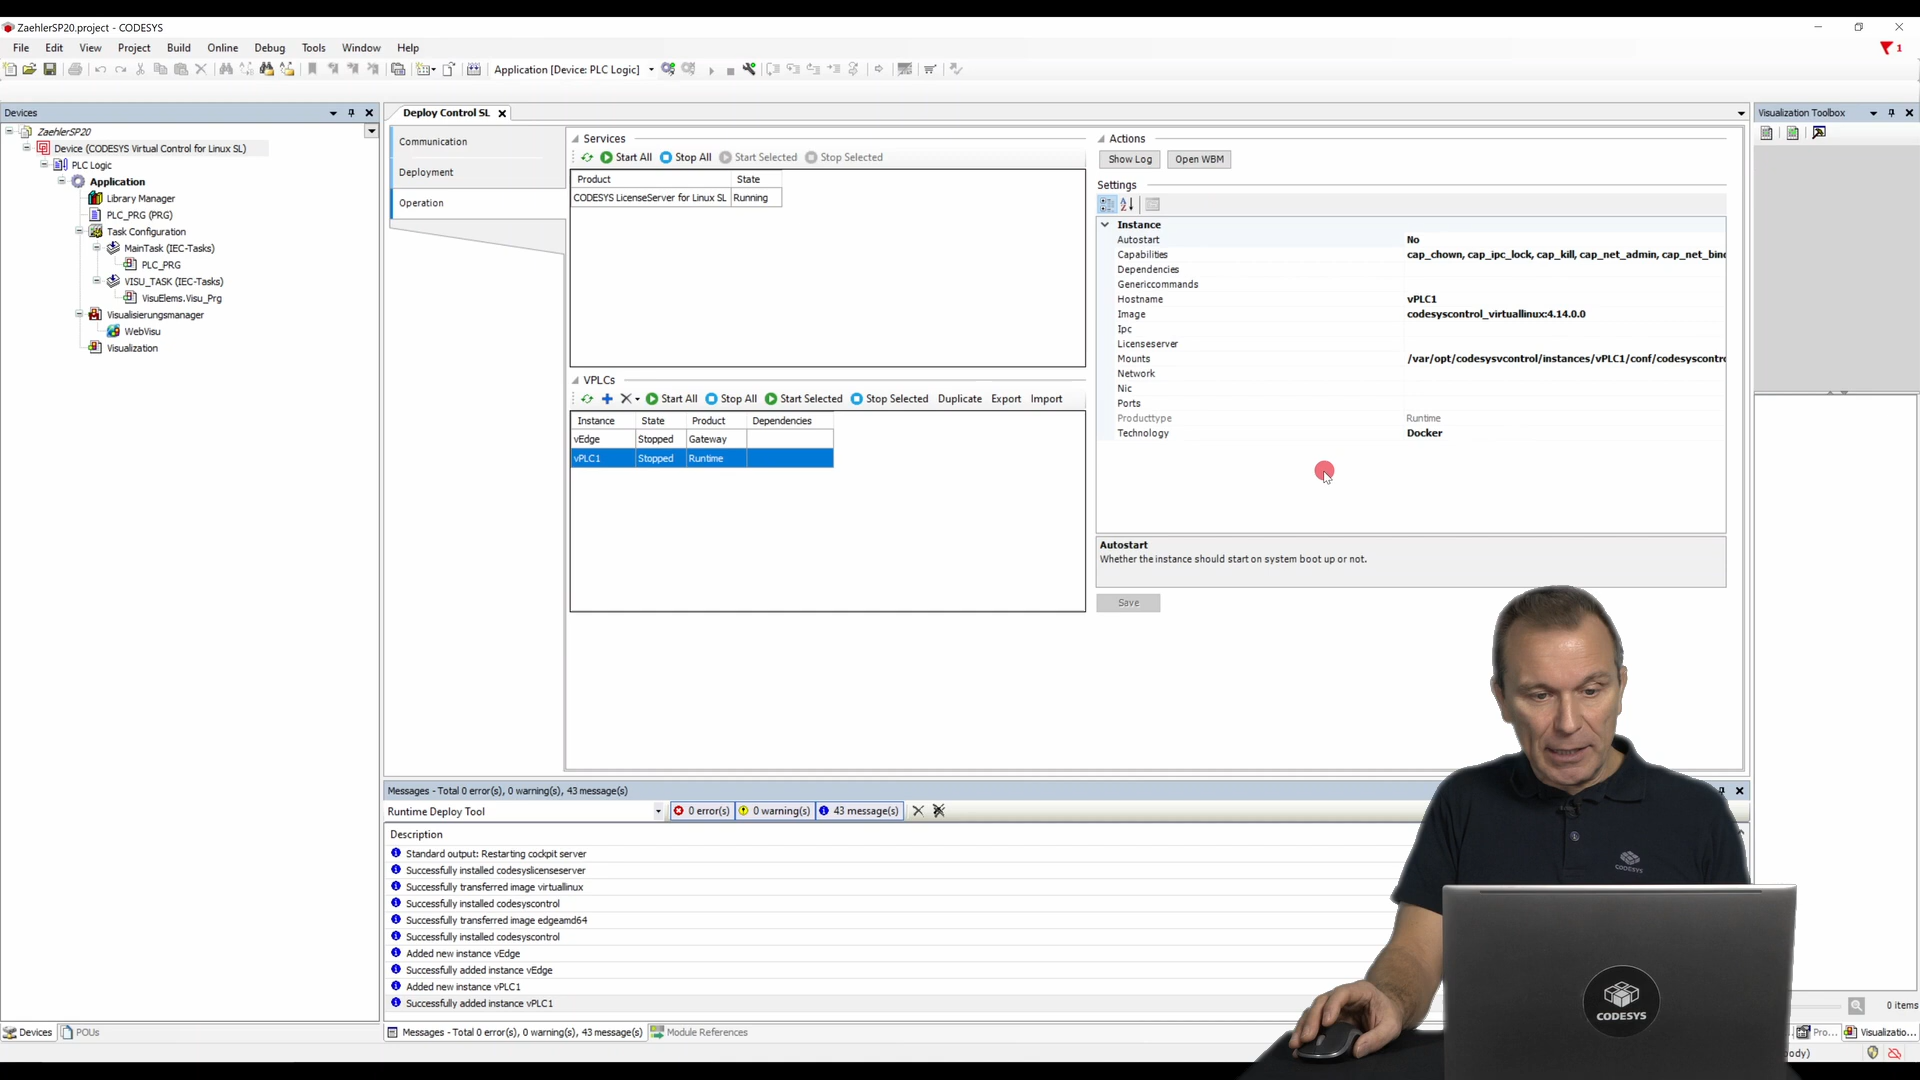 ZaehlerSP20.project - CODESYS
File Edit View Project Build Online Debug Tools Window Help
1
Application [Device: PLC Logic]
Devices
ZaehlerSP20
Device (CODESYS Virtual Control for Linux SL)
PLC Logic
Application
Library Manager
PLC_PRG (PRG)
Task Configuration
MainTask (IEC-Tasks)
PLC_PRG
VISU_TASK (IEC-Tasks)
VisuElems.Visu_Prg
Visualisierungsmanager
WebVisu
Visualization
Devices POUs
Deploy Control SL
Communication
Deployment
Operation
Services
Start All Stop All Start Selected Stop Selected
Product State
CODESYS LicenseServer for Linux SL Running
VPLCs
Start All Stop All Start Selected Stop Selected Duplicate Export Import
Instance State Product Dependencies
vEdge Stopped Gateway
vPLC1 Stopped Runtime
Actions
Show Log Open WBM
Settings
Instance
Autostart No
Capabilities cap_chown, cap_ipc_lock, cap_kill, cap_net_admin, cap_net_bind
Dependencies
Genericcommands
Hostname vPLC1
Image codesyscontrol_virtuallinux:4.14.0.0
Ipc
Licenseserver
Mounts /var/opt/codesysvcontrol/instances/vPLC1/conf/codesyscontro
Network
Nic
Ports
Producttype Runtime
Technology Docker
Autostart
Whether the instance should start on system boot up or not.
Save
Visualization Toolbox
Messages - Total 0 error(s), 0 warning(s), 43 message(s)
Runtime Deploy Tool 0 error(s) 0 warning(s) 43 message(s)
Description
Standard output: Restarting cockpit server
Successfully installed codesyslicenseserver
Successfully transferred image virtuallinux
Successfully installed codesyscontrol
Successfully transferred image edgeamd64
Successfully installed codesyscontrol
Added new instance vEdge
Successfully added instance vEdge
Added new instance vPLC1
Successfully added instance vPLC1
Messages - Total 0 error(s), 0 warning(s), 43 message(s) Module References
0 items
Pro... Visualizatio...
ody)
CODESYS
CODESYS